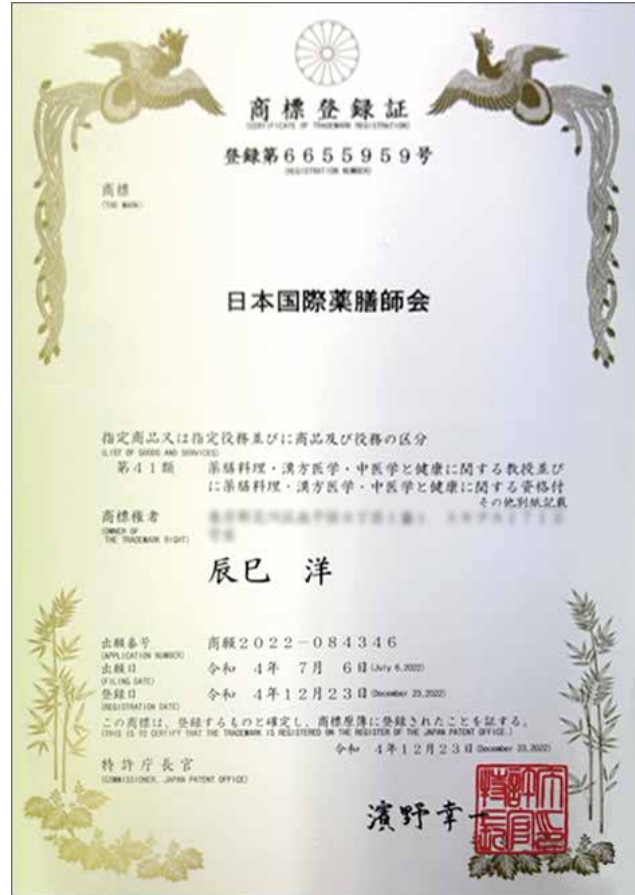 商標登録証
(CERTIFICATE OF TRADEMARK REGISTRATION)
登録第6655959号
(REGISTRATION NUMBER)
商標
(THE MARK)
日本国際薬膳師会
指定商品又は指定役務並びに商品及び役務の区分
(LIST OF GOODS AND SERVICES)
第41類 薬膳料理・漢方医学・中医学と健康に関する教授並び
に薬膳料理・漢方医学・中医学と健康に関する資格付
その他別紙記載
商標権者
(OWNER OF
THE TRADEMARK RIGHT)
辰巳 洋
出願番号 商願2022-084346
(APPLICATION NUMBER)
出願日 令和 4年 7月 6日(July 6,2022)
(FILING DATE)
登録日 令和 4年12月23日(December 23,2022)
(REGISTRATION DATE)
この商標は、登録するものと確定し、商標原簿に登録されたことを証する。
(THIS IS TO CERTIFY THAT THE TRADEMARK IS REGISTERED ON THE REGISTER OF THE JAPAN PATENT OFFICE.)
令和 4年12月23日(December 23,2022)
特許庁長官
(COMMISSIONER, JAPAN PATENT OFFICE)
濱野幸一